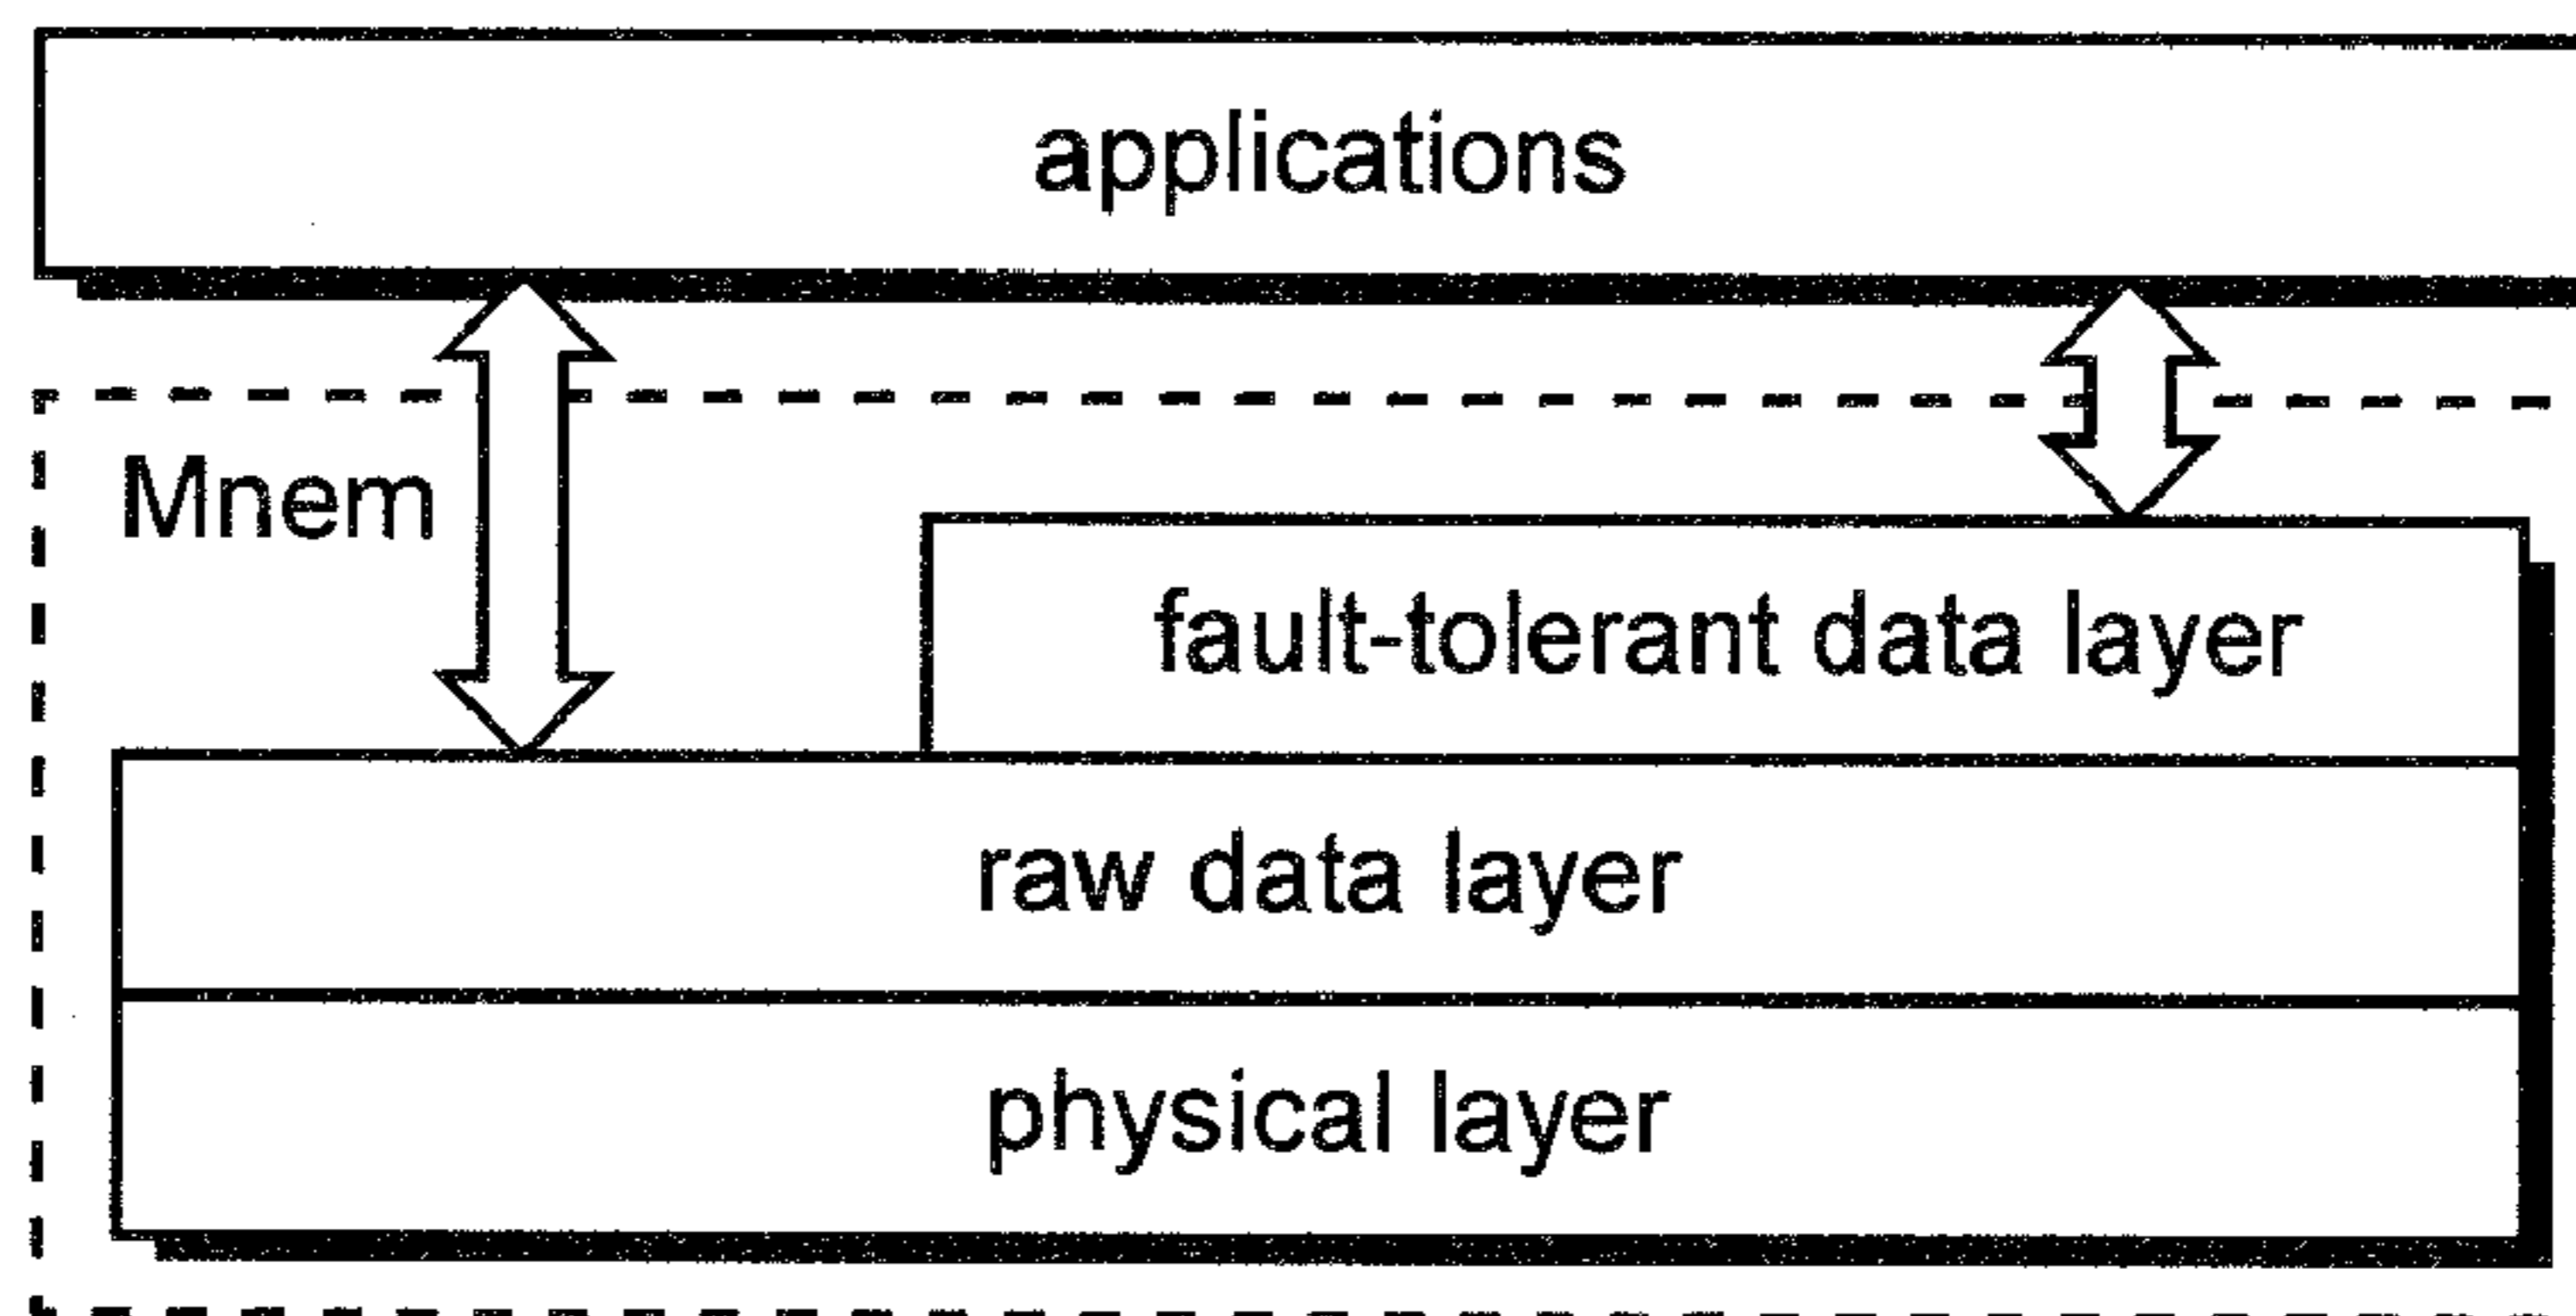 applications
Mnem
fault-tolerant data layer
raw data layer
physical layer